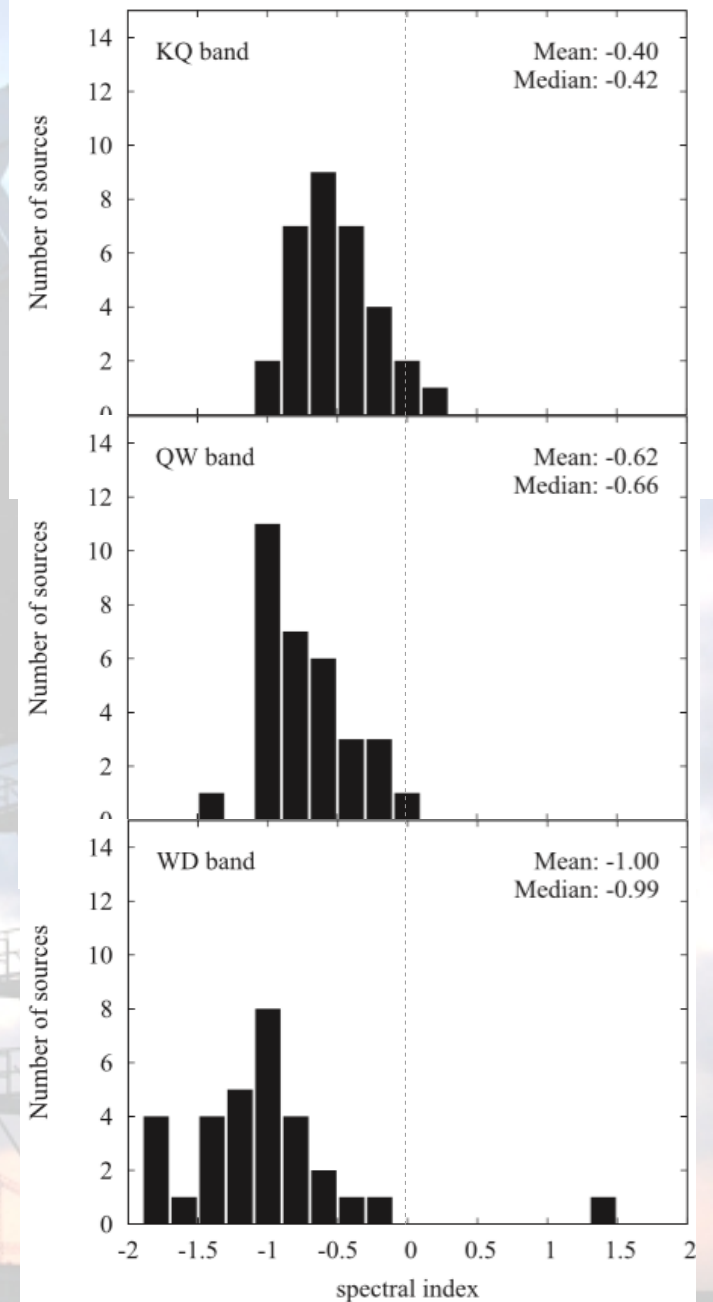 14
KQ band
Mean: -0.40
Median: -0.42
12
10
8
6
4
2
0
Number of sources
14
QW band
Mean: -0.62
Median: -0.66
12
10
8
6
4
2
0
Number of sources
14
WD band
Mean: -1.00
Median: -0.99
12
10
8
6
4
2
0
Number of sources
-2 -1.5 -1 -0.5 0 0.5 1 1.5 2
spectral index